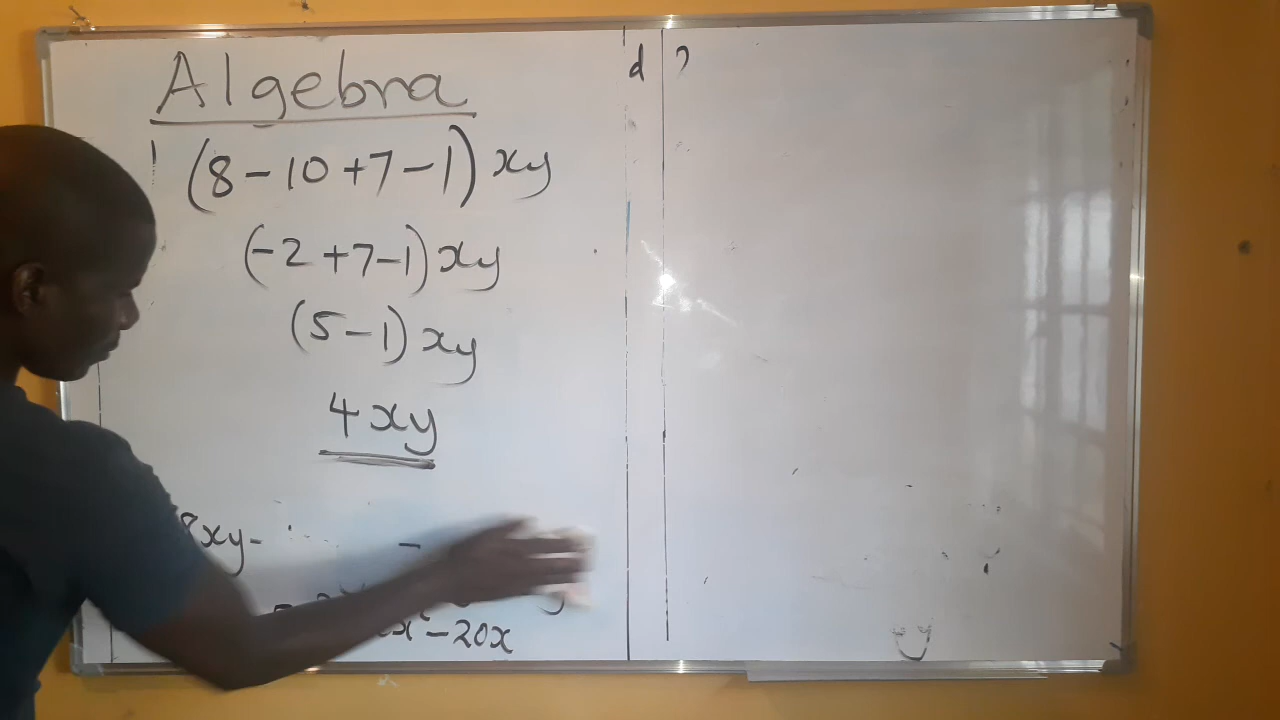 Algebra
d
(8-10+7-1)xy
(-2+7-1)xy
(5-1)xy
4xy
8xy-
-
-20x